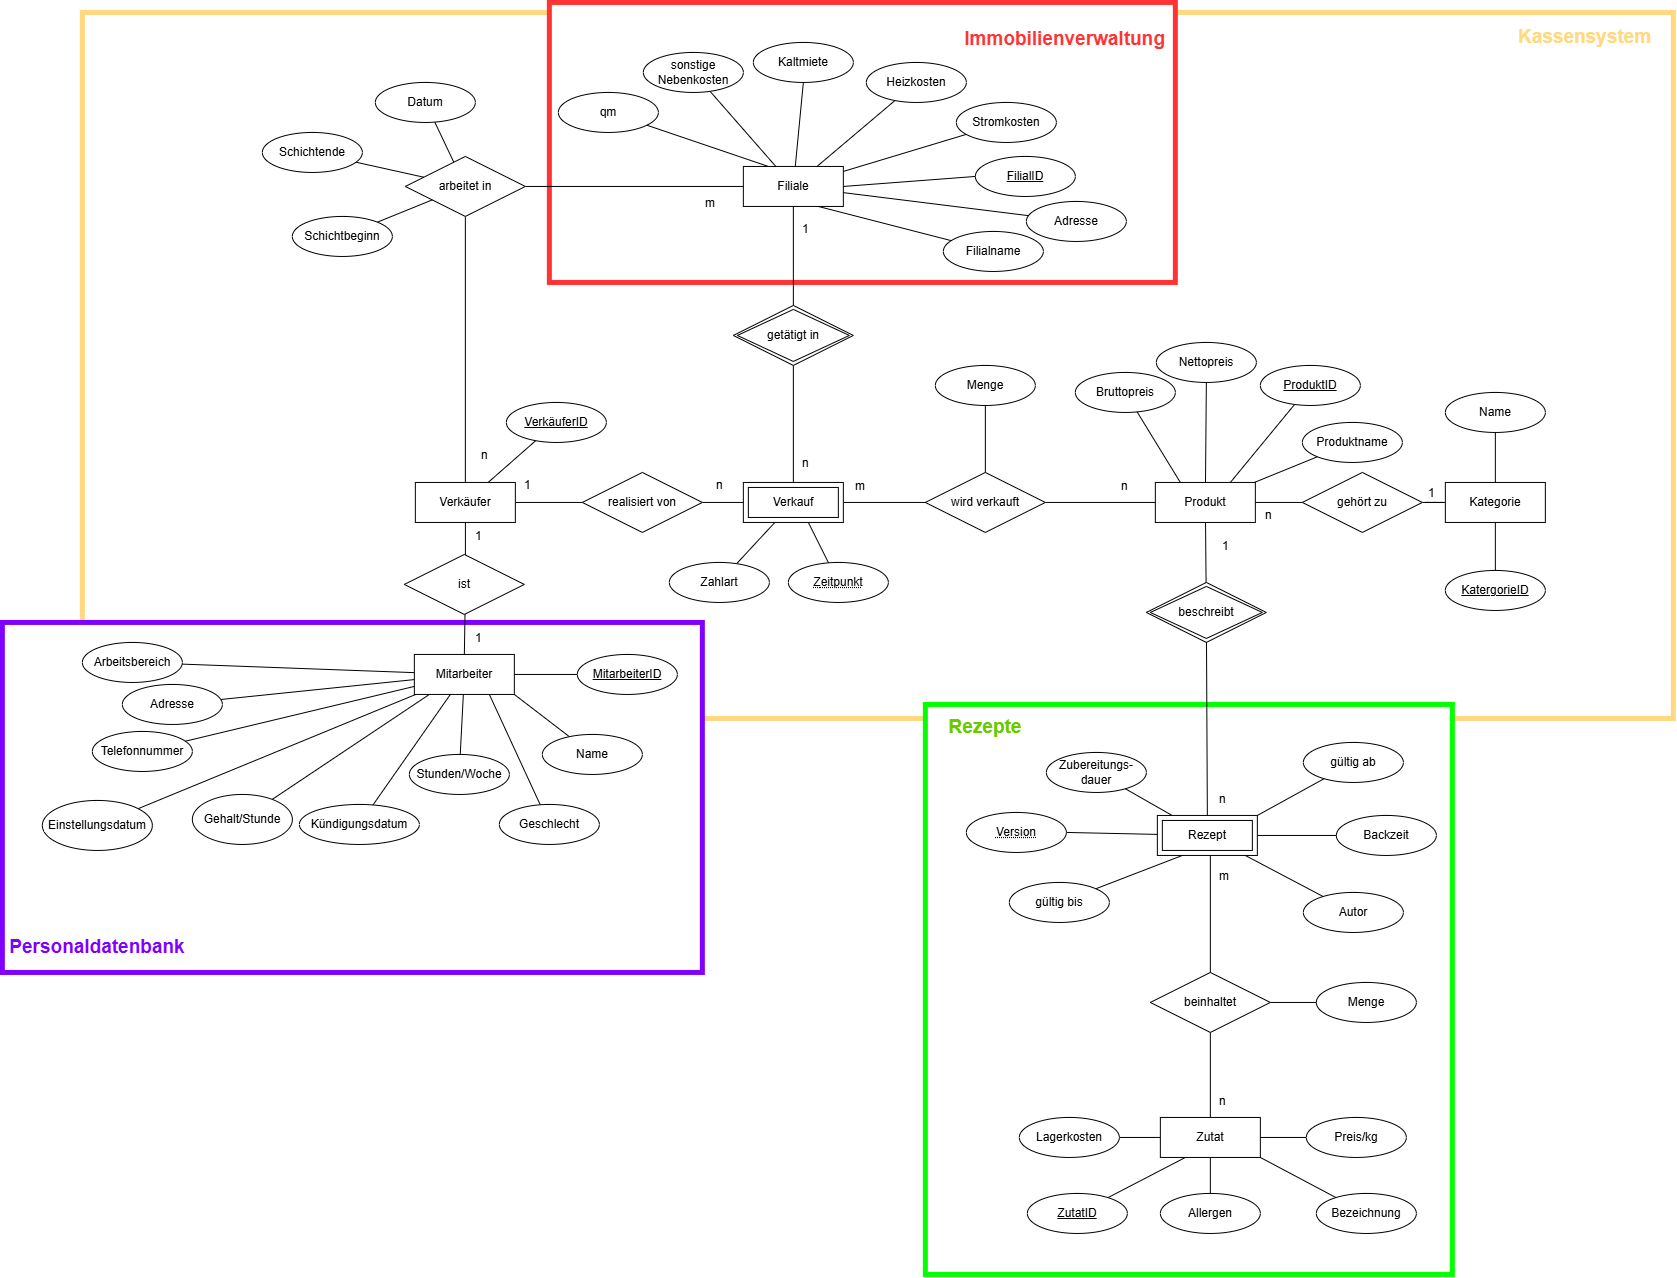 Immobilienverwaltung
Kassensystem
sonstige
Nebenkosten
Kaltmiete
Heizkosten
qm
Stromkosten
Datum
Schichtende
Schichtbeginn
arbeitet in
m
Filiale
FilialID
Adresse
Filialname
1
getätigt in
n
n
VerkäuferID
Verkäufer
1
realisiert von
n
Verkauf
m
Zahlart
Zeitpunkt
Menge
wird verkauft
n
Bruttopreis
Nettopreis
ProduktID
Produktname
Produkt
n
gehört zu
1
Name
Kategorie
KatergorieID
1
ist
1
1
beschreibt
n
Arbeitsbereich
Adresse
Telefonnummer
Einstellungsdatum
Gehalt/Stunde
Kündigungsdatum
Stunden/Woche
Geschlecht
Name
MitarbeiterID
Mitarbeiter
Personaldatenbank
Rezepte
Zubereitungs-
dauer
gültig ab
Version
Rezept
Backzeit
gültig bis
m
Autor
beinhaltet
Menge
n
Lagerkosten
Zutat
Preis/kg
ZutatID
Allergen
Bezeichnung